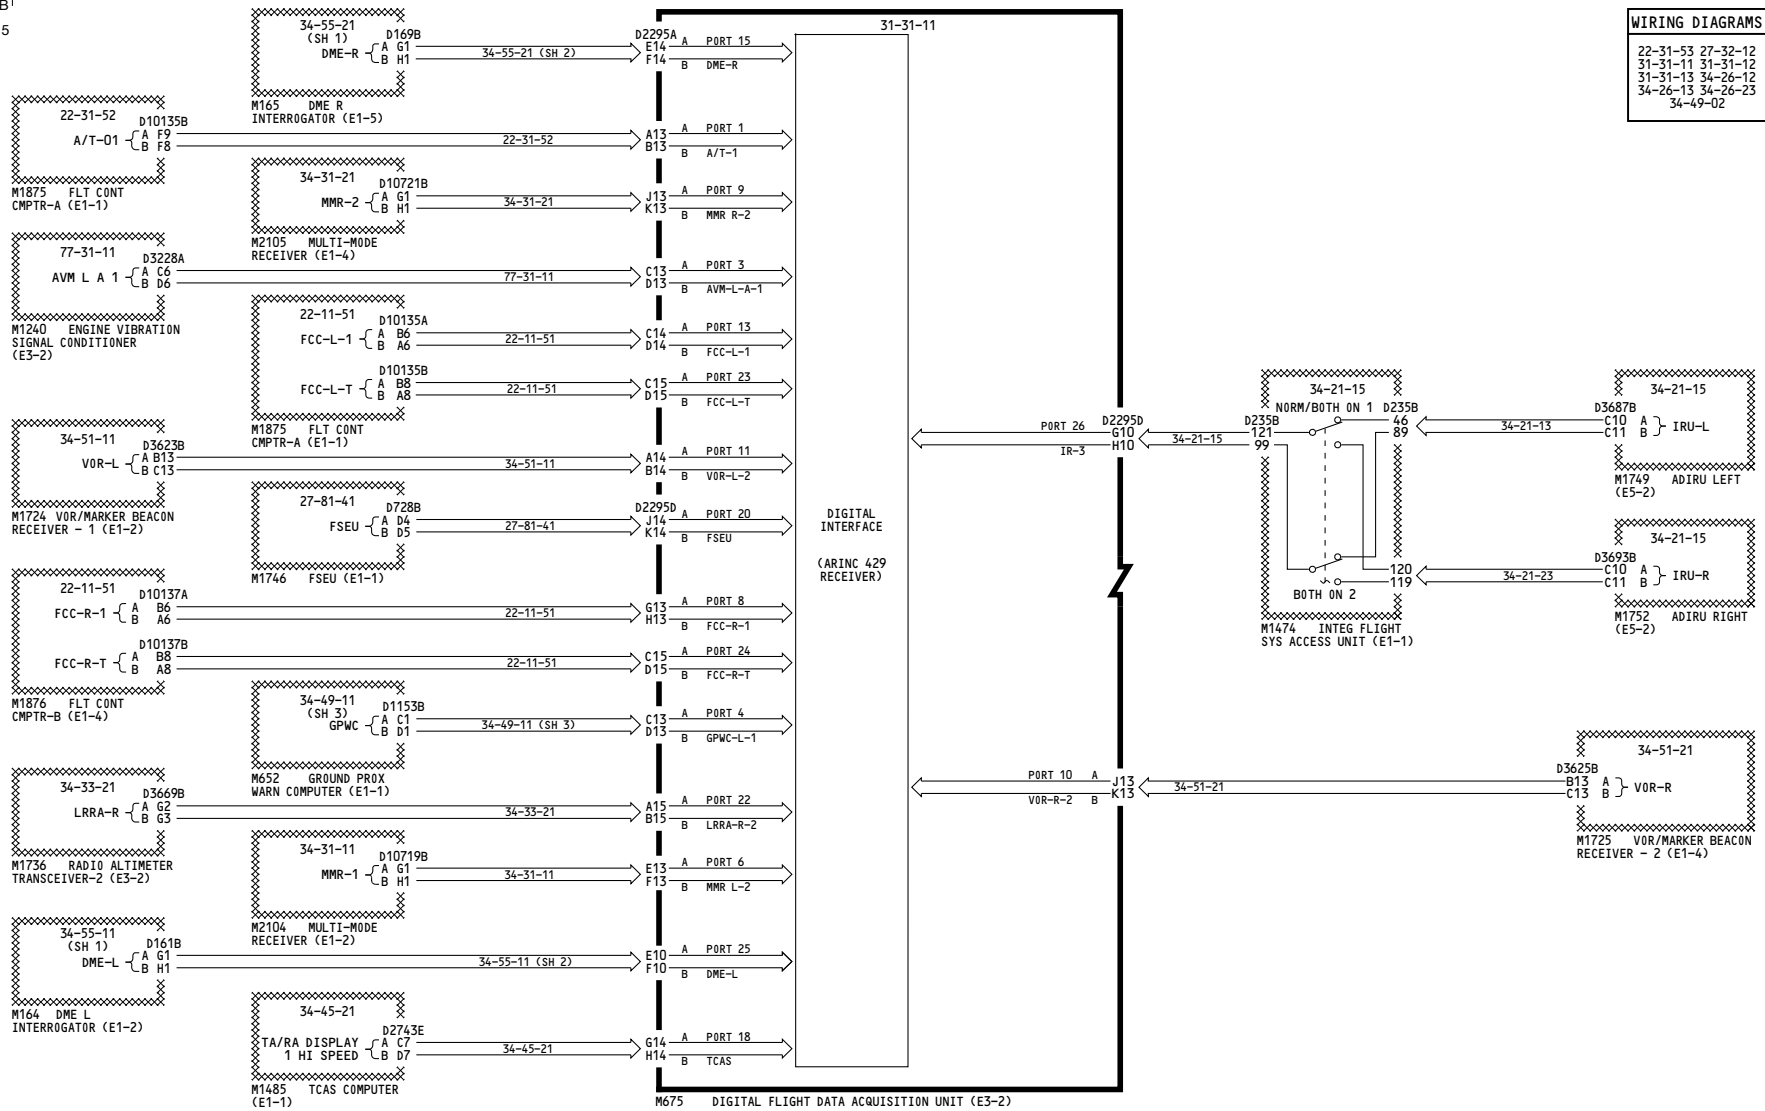 B
5
WIRING DIAGRAMS
22-31-53 27-32-12
31-31-11 31-31-12
31-31-13 34-26-12
34-26-13 34-26-23
34-49-02
34-55-21
(SH 1)
D169B
DME-R
A G1
B H1
34-55-21 (SH 2)
M165 DME R
INTERROGATOR (E1-5)
22-31-52
D10135B
A/T-01
A F9
B F8
22-31-52
M1875 FLT CONT
CMPTR-A (E1-1)
34-31-21
D10721B
MMR-2
A G1
B H1
34-31-21
M2105 MULTI-MODE
RECEIVER (E1-4)
77-31-11
D3228A
AVM L A 1
A C6
B D6
77-31-11
M1240 ENGINE VIBRATION
SIGNAL CONDITIONER
(E3-2)
22-11-51
D10135A
FCC-L-1
A B6
B A6
22-11-51
D10135B
FCC-L-T
A B8
B A8
22-11-51
M1875 FLT CONT
CMPTR-A (E1-1)
34-51-11
D3623B
VOR-L
A B13
B C13
34-51-11
M1724 VOR/MARKER BEACON
RECEIVER - 1 (E1-2)
27-81-41
D728B
FSEU
A D4
B D5
27-81-41
M1746 FSEU (E1-1)
22-11-51
D10137A
FCC-R-1
A B6
B A6
22-11-51
D10137B
FCC-R-T
A B8
B A8
22-11-51
M1876 FLT CONT
CMPTR-B (E1-4)
34-49-11
(SH 3)
D1153B
GPWC
A C1
B D1
34-49-11 (SH 3)
M652 GROUND PROX
WARN COMPUTER (E1-1)
34-33-21
D3669B
LRRA-R
A G2
B G3
34-33-21
M1736 RADIO ALTIMETER
TRANSCEIVER-2 (E3-2)
34-31-11
D10719B
MMR-1
A G1
B H1
34-31-11
M2104 MULTI-MODE
RECEIVER (E1-2)
34-55-11
(SH 1)
D161B
DME-L
A G1
B H1
34-55-11 (SH 2)
M164 DME L
INTERROGATOR (E1-2)
34-45-21
D2743E
TA/RA DISPLAY
1 HI SPEED
A C7
B D7
34-45-21
M1485 TCAS COMPUTER
(E1-1)
31-31-11
D2295A
E14 A PORT 15
F14 B DME-R
A13 A PORT 1
B13 B A/T-1
J13 A PORT 9
K13 B MMR R-2
C13 A PORT 3
D13 B AVM-L-A-1
C14 A PORT 13
D14 B FCC-L-1
C15 A PORT 23
D15 B FCC-L-T
A14 A PORT 11
B14 B VOR-L-2
D2295D
J14 A PORT 20
K14 B FSEU
G13 A PORT 8
H13 B FCC-R-1
C15 A PORT 24
D15 B FCC-R-T
C13 A PORT 4
D13 B GPWC-L-1
A15 A PORT 22
B15 B LRRA-R-2
E13 A PORT 6
F13 B MMR L-2
E10 A PORT 25
F10 B DME-L
G14 A PORT 18
H14 B TCAS
DIGITAL
INTERFACE
(ARINC 429
RECEIVER)
M675 DIGITAL FLIGHT DATA ACQUISITION UNIT (E3-2)
D2295D
PORT 26 G10
IR-3 H10
34-21-15
PORT 10 A J13
VOR-R-2 B K13
34-51-21
34-21-15
NORM/BOTH ON 1
D235B
121
99
D235B
46
89
120
119
BOTH ON 2
M1474 INTEG FLIGHT
SYS ACCESS UNIT (E1-1)
34-21-13
34-21-15
D3687B
C10 A
C11 B
IRU-L
M1749 ADIRU LEFT
(E5-2)
34-21-23
34-21-15
D3693B
C10 A
C11 B
IRU-R
M1752 ADIRU RIGHT
(E5-2)
34-51-21
D3625B
B13 A
C13 B
VOR-R
M1725 VOR/MARKER BEACON
RECEIVER - 2 (E1-4)